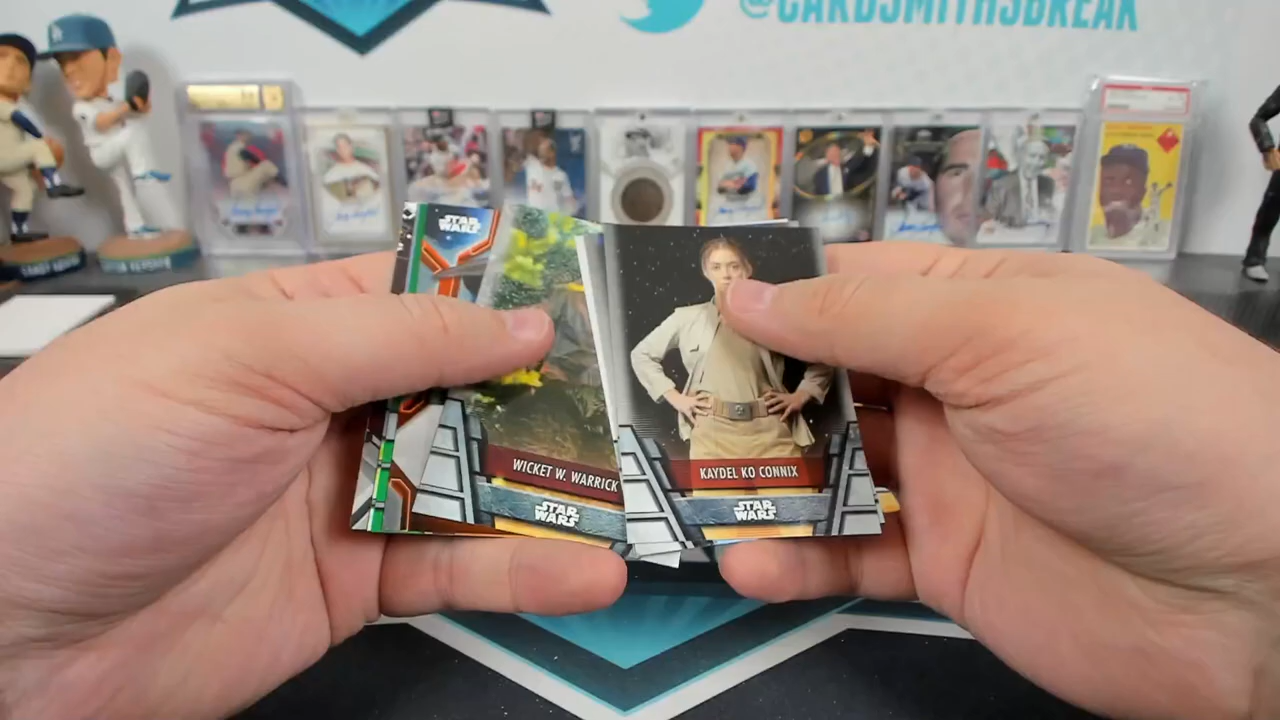 @CARDSMITHSBREAK
STAR
WARS
WICKET W. WARRICK
STAR
WARS
KAYDEL KO CONNIX
STAR
WARS